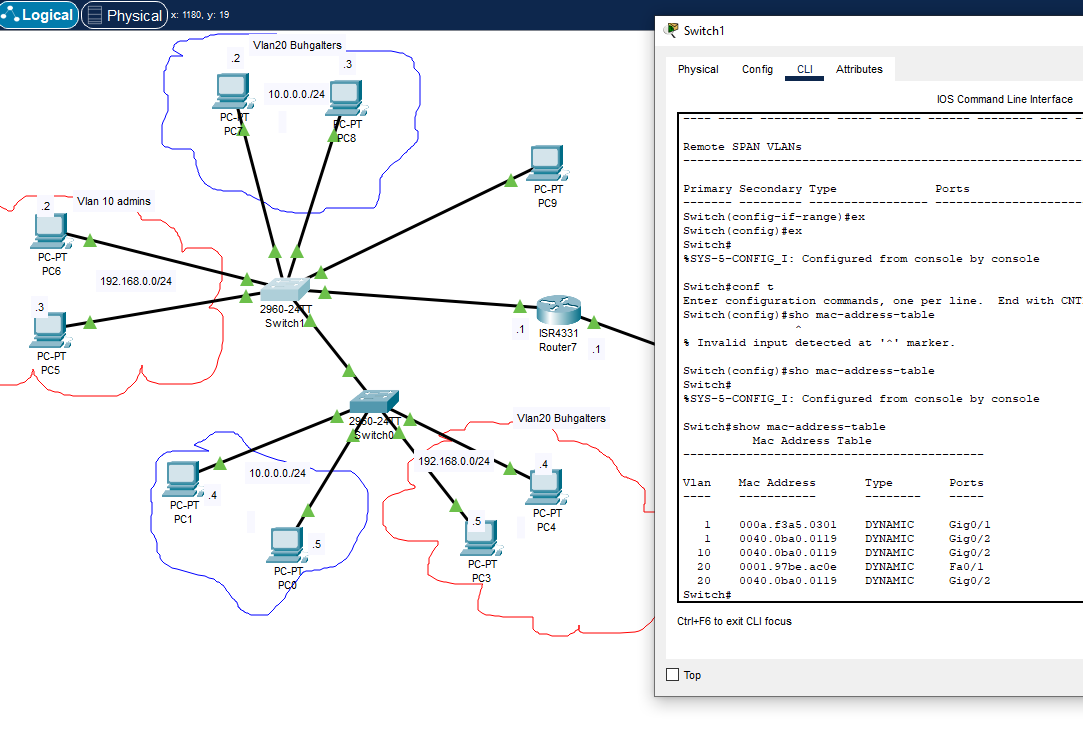 Logical
Physical
x: 1180, y: 19
Vlan20 Buhgalters
.2
.3
10.0.0.0./24
PC-PT
PC7
PC-PT
PC8
PC-PT
PC9
Vlan 10 admins
.2
PC-PT
PC6
192.168.0.0/24
.3
PC-PT
PC5
2960-24TT
Switch1
.1
ISR4331
Router7
.1
2960-24TT
Switch0
Vlan20 Buhgalters
10.0.0.0./24
.4
PC-PT
PC1
.5
PC-PT
PC0
192.168.0.0/24
.4
PC-PT
PC4
.5
PC-PT
PC3
Switch1
Physical
Config
CLI
Attributes
IOS Command Line Interface
---- ----- ---------- ----- ------ ------ -------- ---- -
Remote SPAN VLANs
------------------------------------------------------------
Primary Secondary Type              Ports
------- --------- ----------------- ------------------------
Switch(config-if-range)#ex
Switch(config)#ex
Switch#
%SYS-5-CONFIG_I: Configured from console by console
Switch#conf t
Enter configuration commands, one per line.  End with CNT
Switch(config)#sho mac-address-table
^
% Invalid input detected at '^' marker.
Switch(config)#sho mac-address-table
Switch#
%SYS-5-CONFIG_I: Configured from console by console
Switch#show mac-address-table
Mac Address Table
-------------------------------------------
Vlan    Mac Address       Type        Ports
----    -----------       --------    -----
1    000a.f3a5.0301    DYNAMIC     Gig0/1
1    0040.0ba0.0119    DYNAMIC     Gig0/2
10    0040.0ba0.0119    DYNAMIC     Gig0/2
20    0001.97be.ac0e    DYNAMIC     Fa0/1
20    0040.0ba0.0119    DYNAMIC     Gig0/2
Switch#
Ctrl+F6 to exit CLI focus
Top